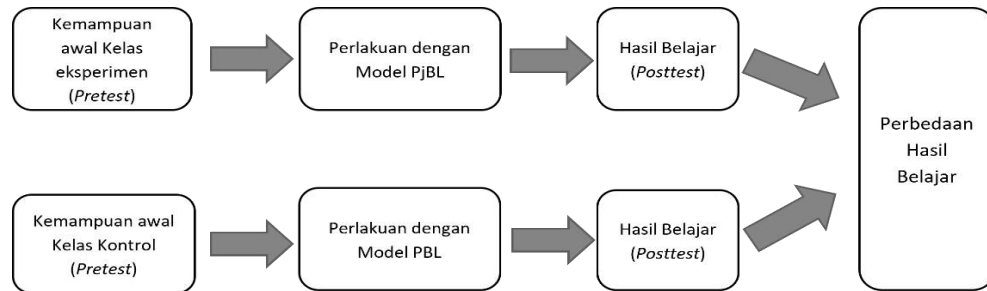 Kemampuan
awal Kelas
eksperimen
(Pretest)
Perlakuan dengan
Model PjBL
Hasil Belajar
(Posttest)
Perbedaan
Hasil
Belajar
Kemampuan awal
Kelas Kontrol
(Pretest)
Perlakuan dengan
Model PBL
Hasil Belajar
(Posttest)